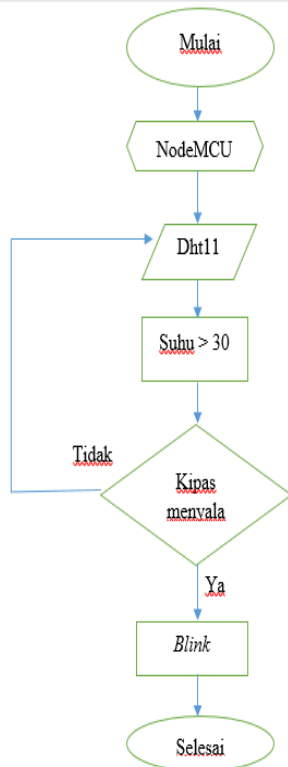 Mulai
NodeMCU
Dht11
Suhu > 30
Tidak
Kipas
menyala
Ya
Blink
Selesai